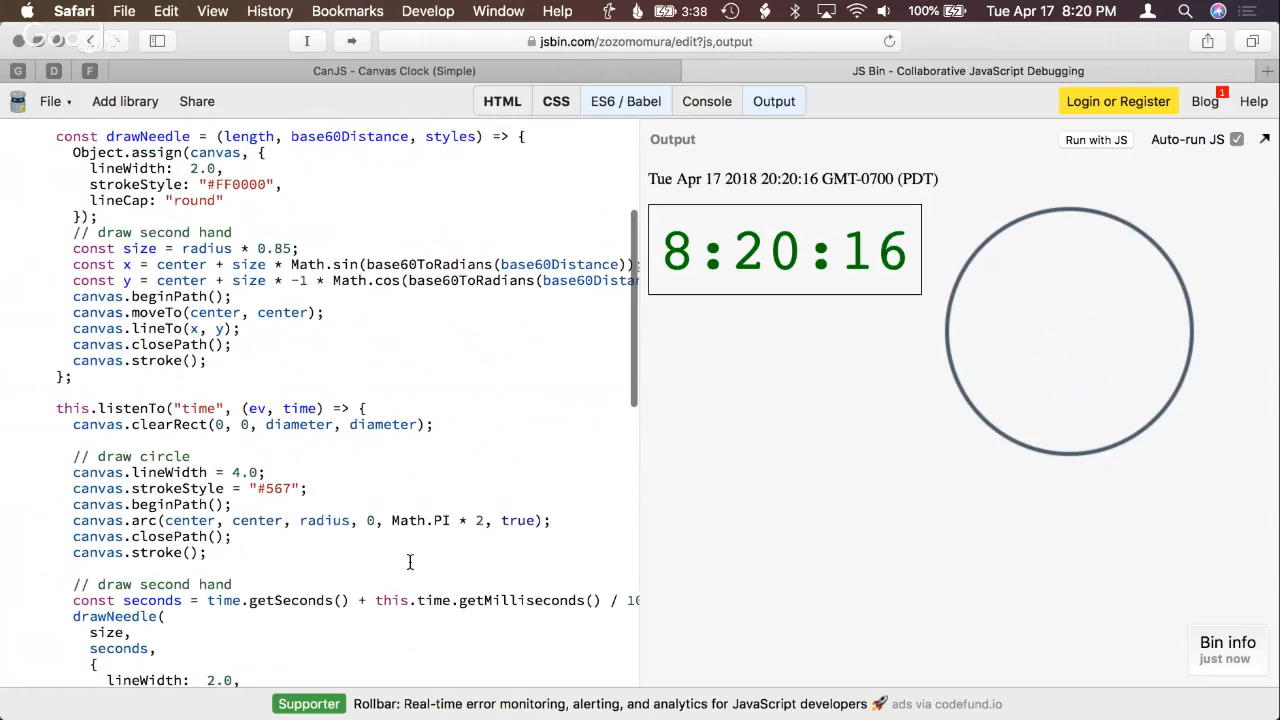 Safari File Edit View History Bookmarks Develop Window Help 3:38 100% Tue Apr 17 8:20 PM
jsbin.com/zozomomura/edit?js,output
G D F CanJS - Canvas Clock (Simple) JS Bin - Collaborative JavaScript Debugging
File Add library Share HTML CSS ES6 / Babel Console Output Login or Register Blog 1 Help
const drawNeedle = (length, base60Distance, styles) => {
Object.assign(canvas, {
lineWidth: 2.0,
strokeStyle: "#FF0000",
lineCap: "round"
});
// draw second hand
const size = radius * 0.85;
const x = center + size * Math.sin(base60ToRadians(base60Distance));
const y = center + size * -1 * Math.cos(base60ToRadians(base60Dista
canvas.beginPath();
canvas.moveTo(center, center);
canvas.lineTo(x, y);
canvas.closePath();
canvas.stroke();
};
this.listenTo("time", (ev, time) => {
canvas.clearRect(0, 0, diameter, diameter);
// draw circle
canvas.lineWidth = 4.0;
canvas.strokeStyle = "#567";
canvas.beginPath();
canvas.arc(center, center, radius, 0, Math.PI * 2, true);
canvas.closePath();
canvas.stroke();
// draw second hand
const seconds = time.getSeconds() + this.time.getMilliseconds() / 10
drawNeedle(
size,
seconds,
{
lineWidth: 2.0,
Output Run with JS Auto-run JS
Tue Apr 17 2018 20:20:16 GMT-0700 (PDT)
8:20:16
Bin info
just now
Supporter Rollbar: Real-time error monitoring, alerting, and analytics for JavaScript developers 🚀 ads via codefund.io